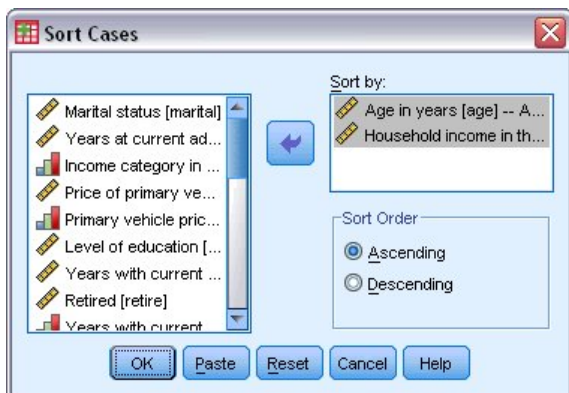 Sort Cases
Marital status [marital]
Years at current ad...
Income category in ...
Price of primary ve...
Primary vehicle pric...
Level of education [...
Years with current ...
Retired [retire]
Years with current
Sort by:
Age in years [age] -- A...
Household income in th...
Sort Order
Ascending
Descending
OK
Paste
Reset
Cancel
Help